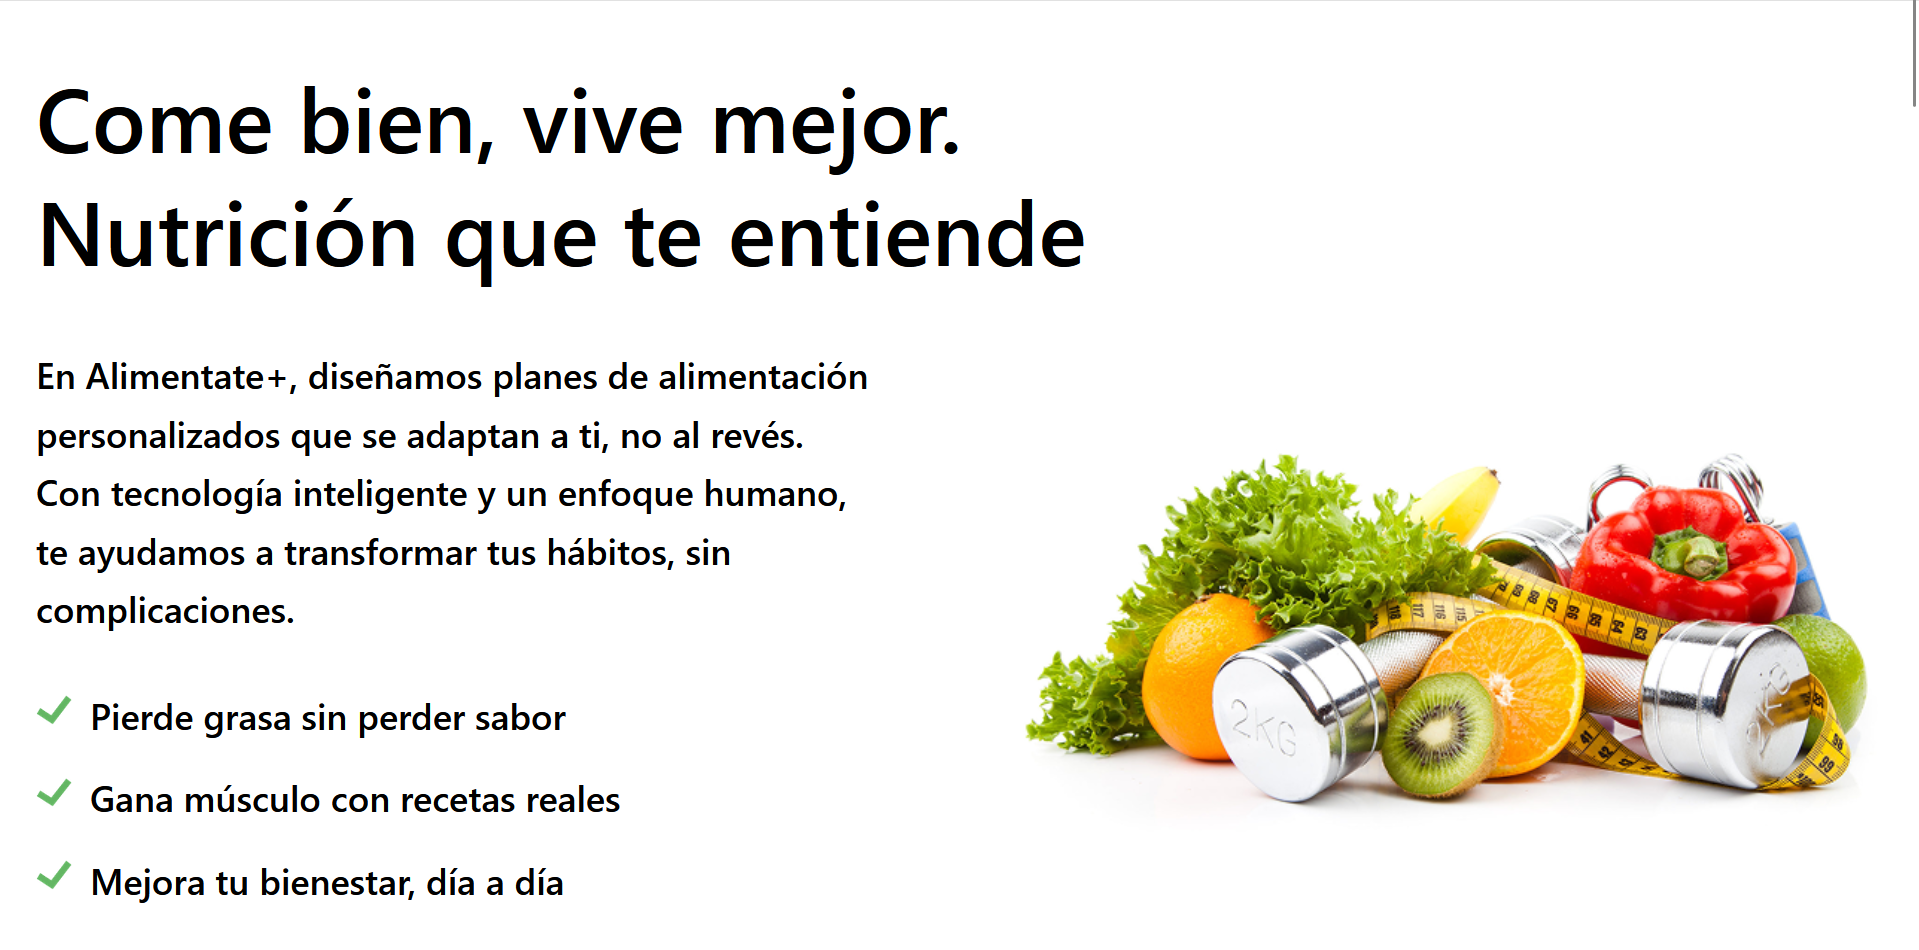 Come bien, vive mejor.
Nutrición que te entiende
En Alimentate+, diseñamos planes de alimentación
personalizados que se adaptan a ti, no al revés.
Con tecnología inteligente y un enfoque humano,
te ayudamos a transformar tus hábitos, sin
complicaciones.
Pierde grasa sin perder sabor
Gana músculo con recetas reales
Mejora tu bienestar, día a día
2KG
2KG